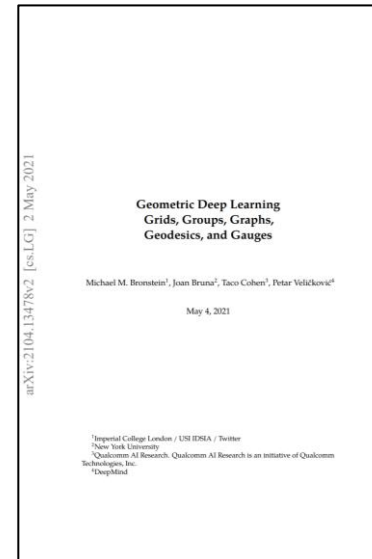 arXiv:2104.13478v2 [cs.LG] 2 May 2021
Geometric Deep Learning
Grids, Groups, Graphs,
Geodesics, and Gauges
Michael M. Bronstein¹, Joan Bruna², Taco Cohen³, Petar Veličković⁴
May 4, 2021
¹Imperial College London / USI IDSIA / Twitter
²New York University
³Qualcomm AI Research. Qualcomm AI Research is an initiative of Qualcomm
Technologies, Inc.
⁴DeepMind